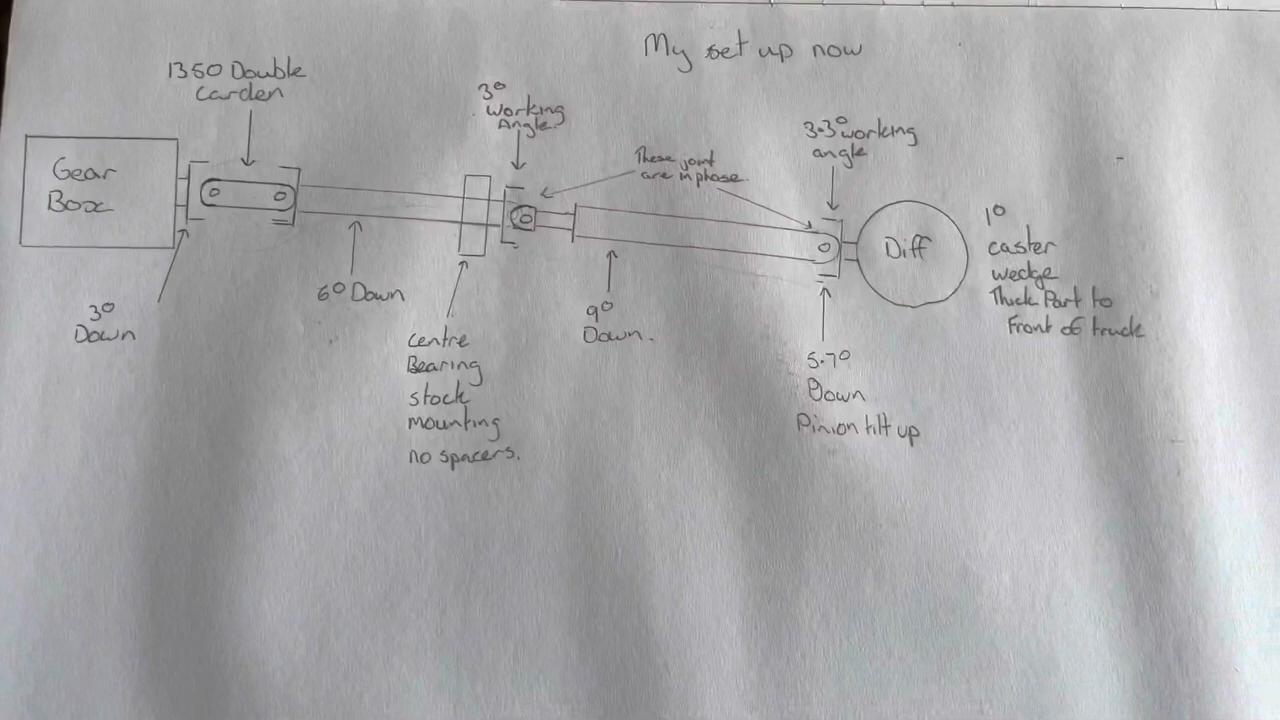 My set up now
1350 Double
Carden
3°
Working
Angle.
These joint
are in phase.
3.3° working
angle
Gear
Box
Diff
1°
caster
wedge
Thick Part to
Front of truck
3°
Down
6° Down
centre
Bearing
stock
mounting
no spacers.
9°
Down.
5.7°
Down
Pinion tilt up